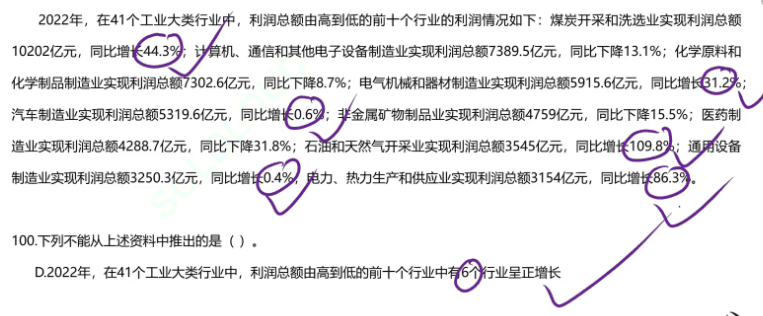 2022年，在41个工业大类行业中，利润总额由高到低的前十个行业的利润情况如下：煤炭开采和洗选业实现利润总额
10202亿元，同比增长44.3%；计算机、通信和其他电子设备制造业实现利润总额7389.5亿元，同比下降13.1%；化学原料和
化学制品制造业实现利润总额7302.6亿元，同比下降8.7%；电气机械和器材制造业实现利润总额5915.6亿元，同比增长31.2%；
汽车制造业实现利润总额5319.6亿元，同比增长0.6%；非金属矿物制品业实现利润总额4759亿元，同比下降15.5%；医药制
造业实现利润总额4288.7亿元，同比下降31.8%；石油和天然气开采业实现利润总额3545亿元，同比增长109.8%；通用设备
制造业实现利润总额3250.3亿元，同比增长0.4%；电力、热力生产和供应业实现利润总额3154亿元，同比增长86.3%。
100.下列不能从上述资料中推出的是（ ）。
D.2022年，在41个工业大类行业中，利润总额由高到低的前十个行业中有6个行业呈正增长